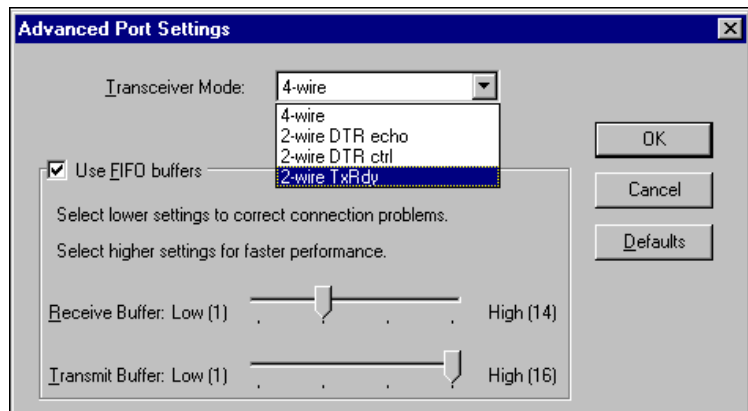 Advanced Port Settings
Transceiver Mode: 4-wire
4-wire
2-wire DTR echo
2-wire DTR ctrl
2-wire TxRdy
OK
Cancel
Defaults
Use FIFO buffers
Select lower settings to correct connection problems.
Select higher settings for faster performance.
Receive Buffer: Low (1) High (14)
Transmit Buffer: Low (1) High (16)